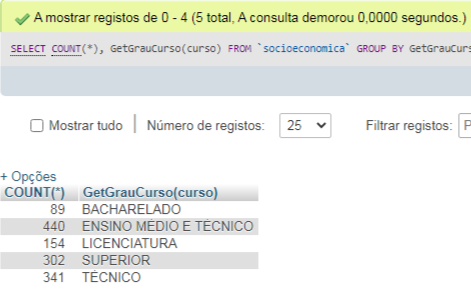 A mostrar registos de 0 - 4 (5 total, A consulta demorou 0,0000 segundos.)
SELECT COUNT(*), GetGrauCurso(curso) FROM `socioeconomica` GROUP BY GetGrauCurs
Mostrar tudo Número de registos: 25 Filtrar registos: P
+ Opções
COUNT(*) GetGrauCurso(curso)
89 BACHARELADO
440 ENSINO MÉDIO E TÉCNICO
154 LICENCIATURA
302 SUPERIOR
341 TÉCNICO